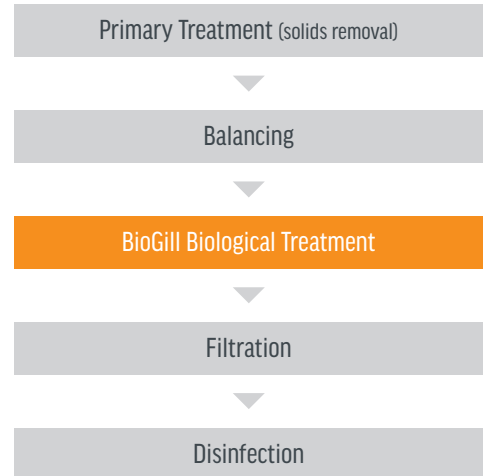 Primary Treatment (solids removal)
Balancing
BioGill Biological Treatment
Filtration
Disinfection